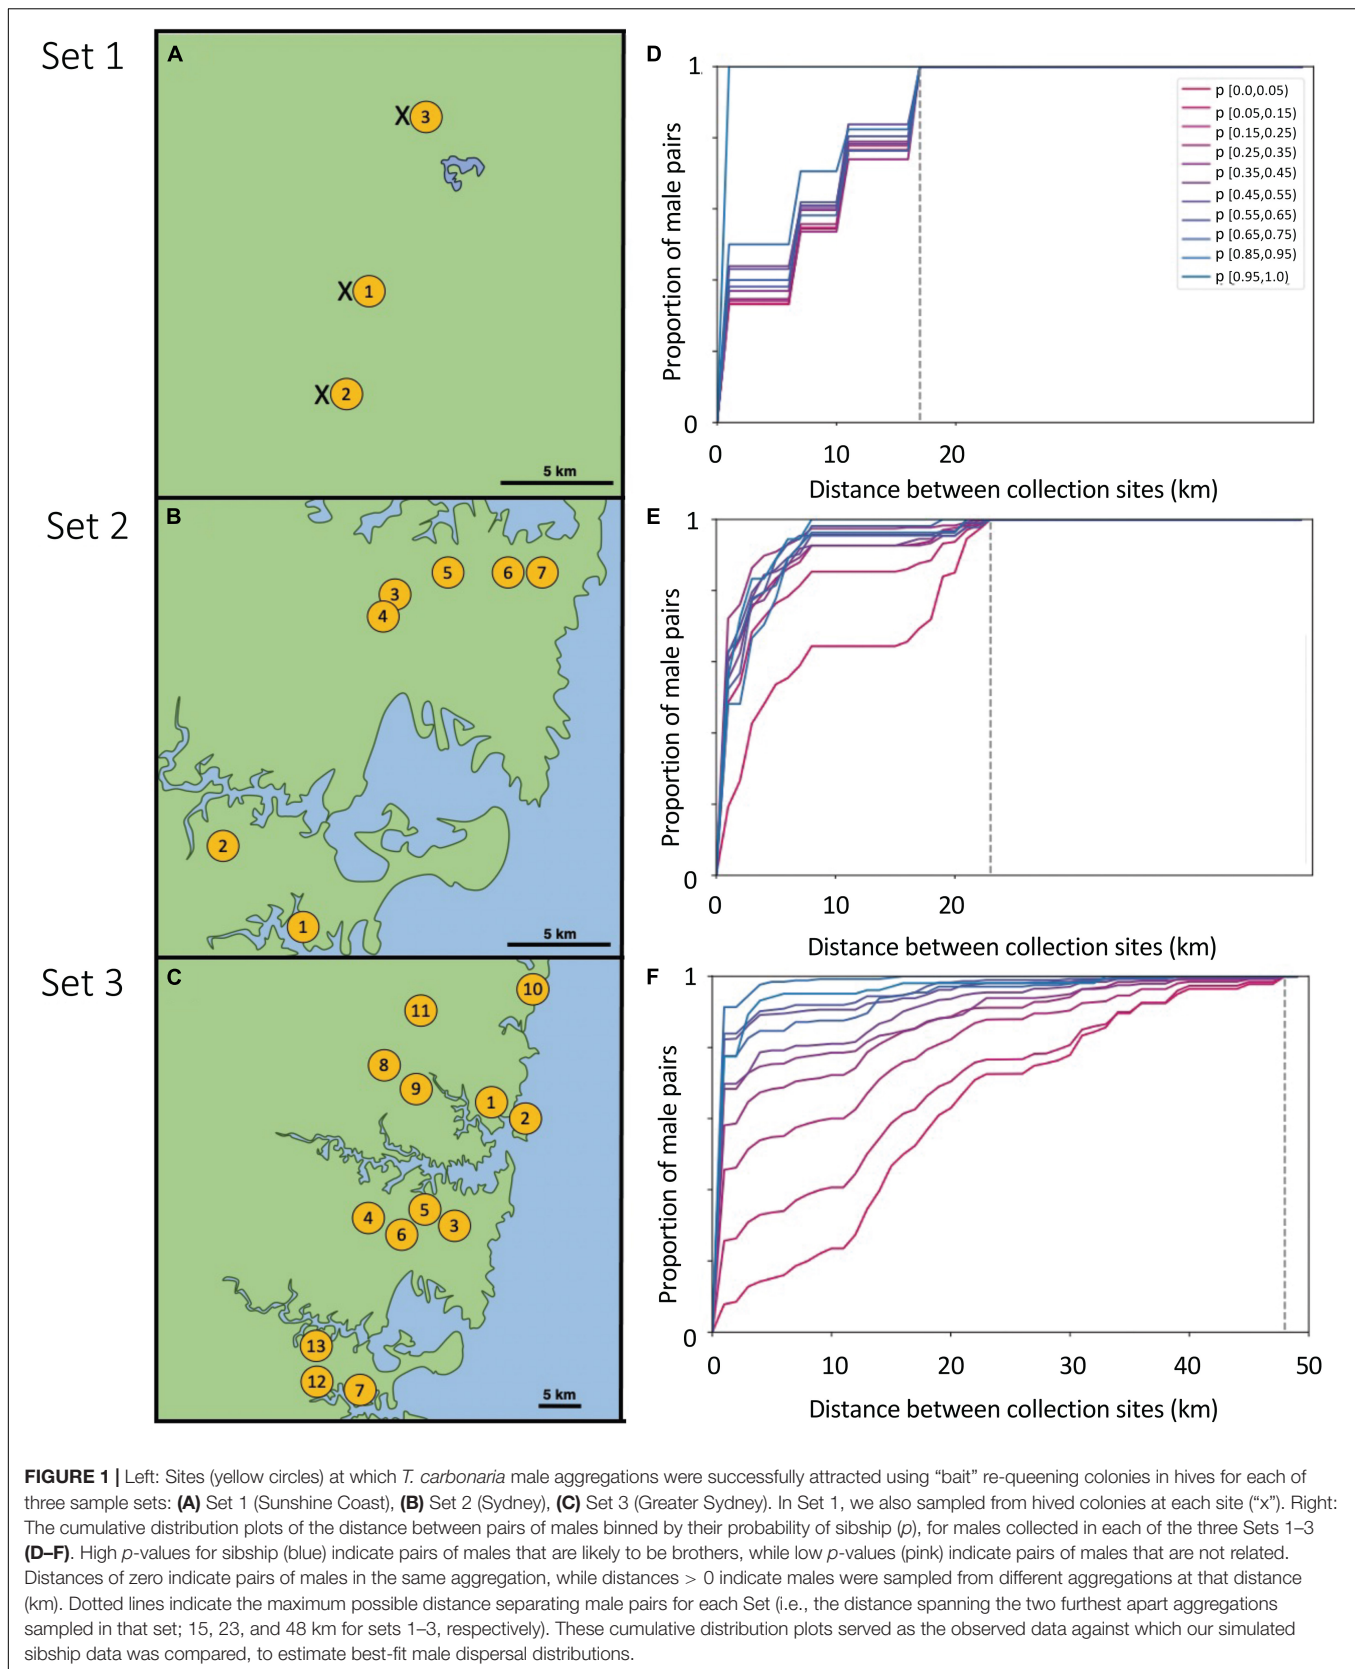 Set 1
A
X 3
X 1
X 2
5 km
D
1
Proportion of male pairs
0
0 10 20
Distance between collection sites (km)
p [0.0,0.05)
p [0.05,0.15)
p [0.15,0.25)
p [0.25,0.35)
p [0.35,0.45)
p [0.45,0.55)
p [0.55,0.65)
p [0.65,0.75)
p [0.85,0.95)
p [0.95,1.0)
Set 2
B
5 6 7
3
4
2
1
5 km
E
1
Proportion of male pairs
0
0 10 20
Distance between collection sites (km)
Set 3
C
10
11
8
9
1
2
5
4
3
6
13
12
7
5 km
F
1
Proportion of male pairs
0
0 10 20 30 40 50
Distance between collection sites (km)
FIGURE 1 | Left: Sites (yellow circles) at which T. carbonaria male aggregations were successfully attracted using “bait” re-queening colonies in hives for each of
three sample sets: (A) Set 1 (Sunshine Coast), (B) Set 2 (Sydney), (C) Set 3 (Greater Sydney). In Set 1, we also sampled from hived colonies at each site (“x”). Right:
The cumulative distribution plots of the distance between pairs of males binned by their probability of sibship (p), for males collected in each of the three Sets 1–3
(D–F). High p-values for sibship (blue) indicate pairs of males that are likely to be brothers, while low p-values (pink) indicate pairs of males that are not related.
Distances of zero indicate pairs of males in the same aggregation, while distances > 0 indicate males were sampled from different aggregations at that distance
(km). Dotted lines indicate the maximum possible distance separating male pairs for each Set (i.e., the distance spanning the two furthest apart aggregations
sampled in that set; 15, 23, and 48 km for sets 1–3, respectively). These cumulative distribution plots served as the observed data against which our simulated
sibship data was compared, to estimate best-fit male dispersal distributions.